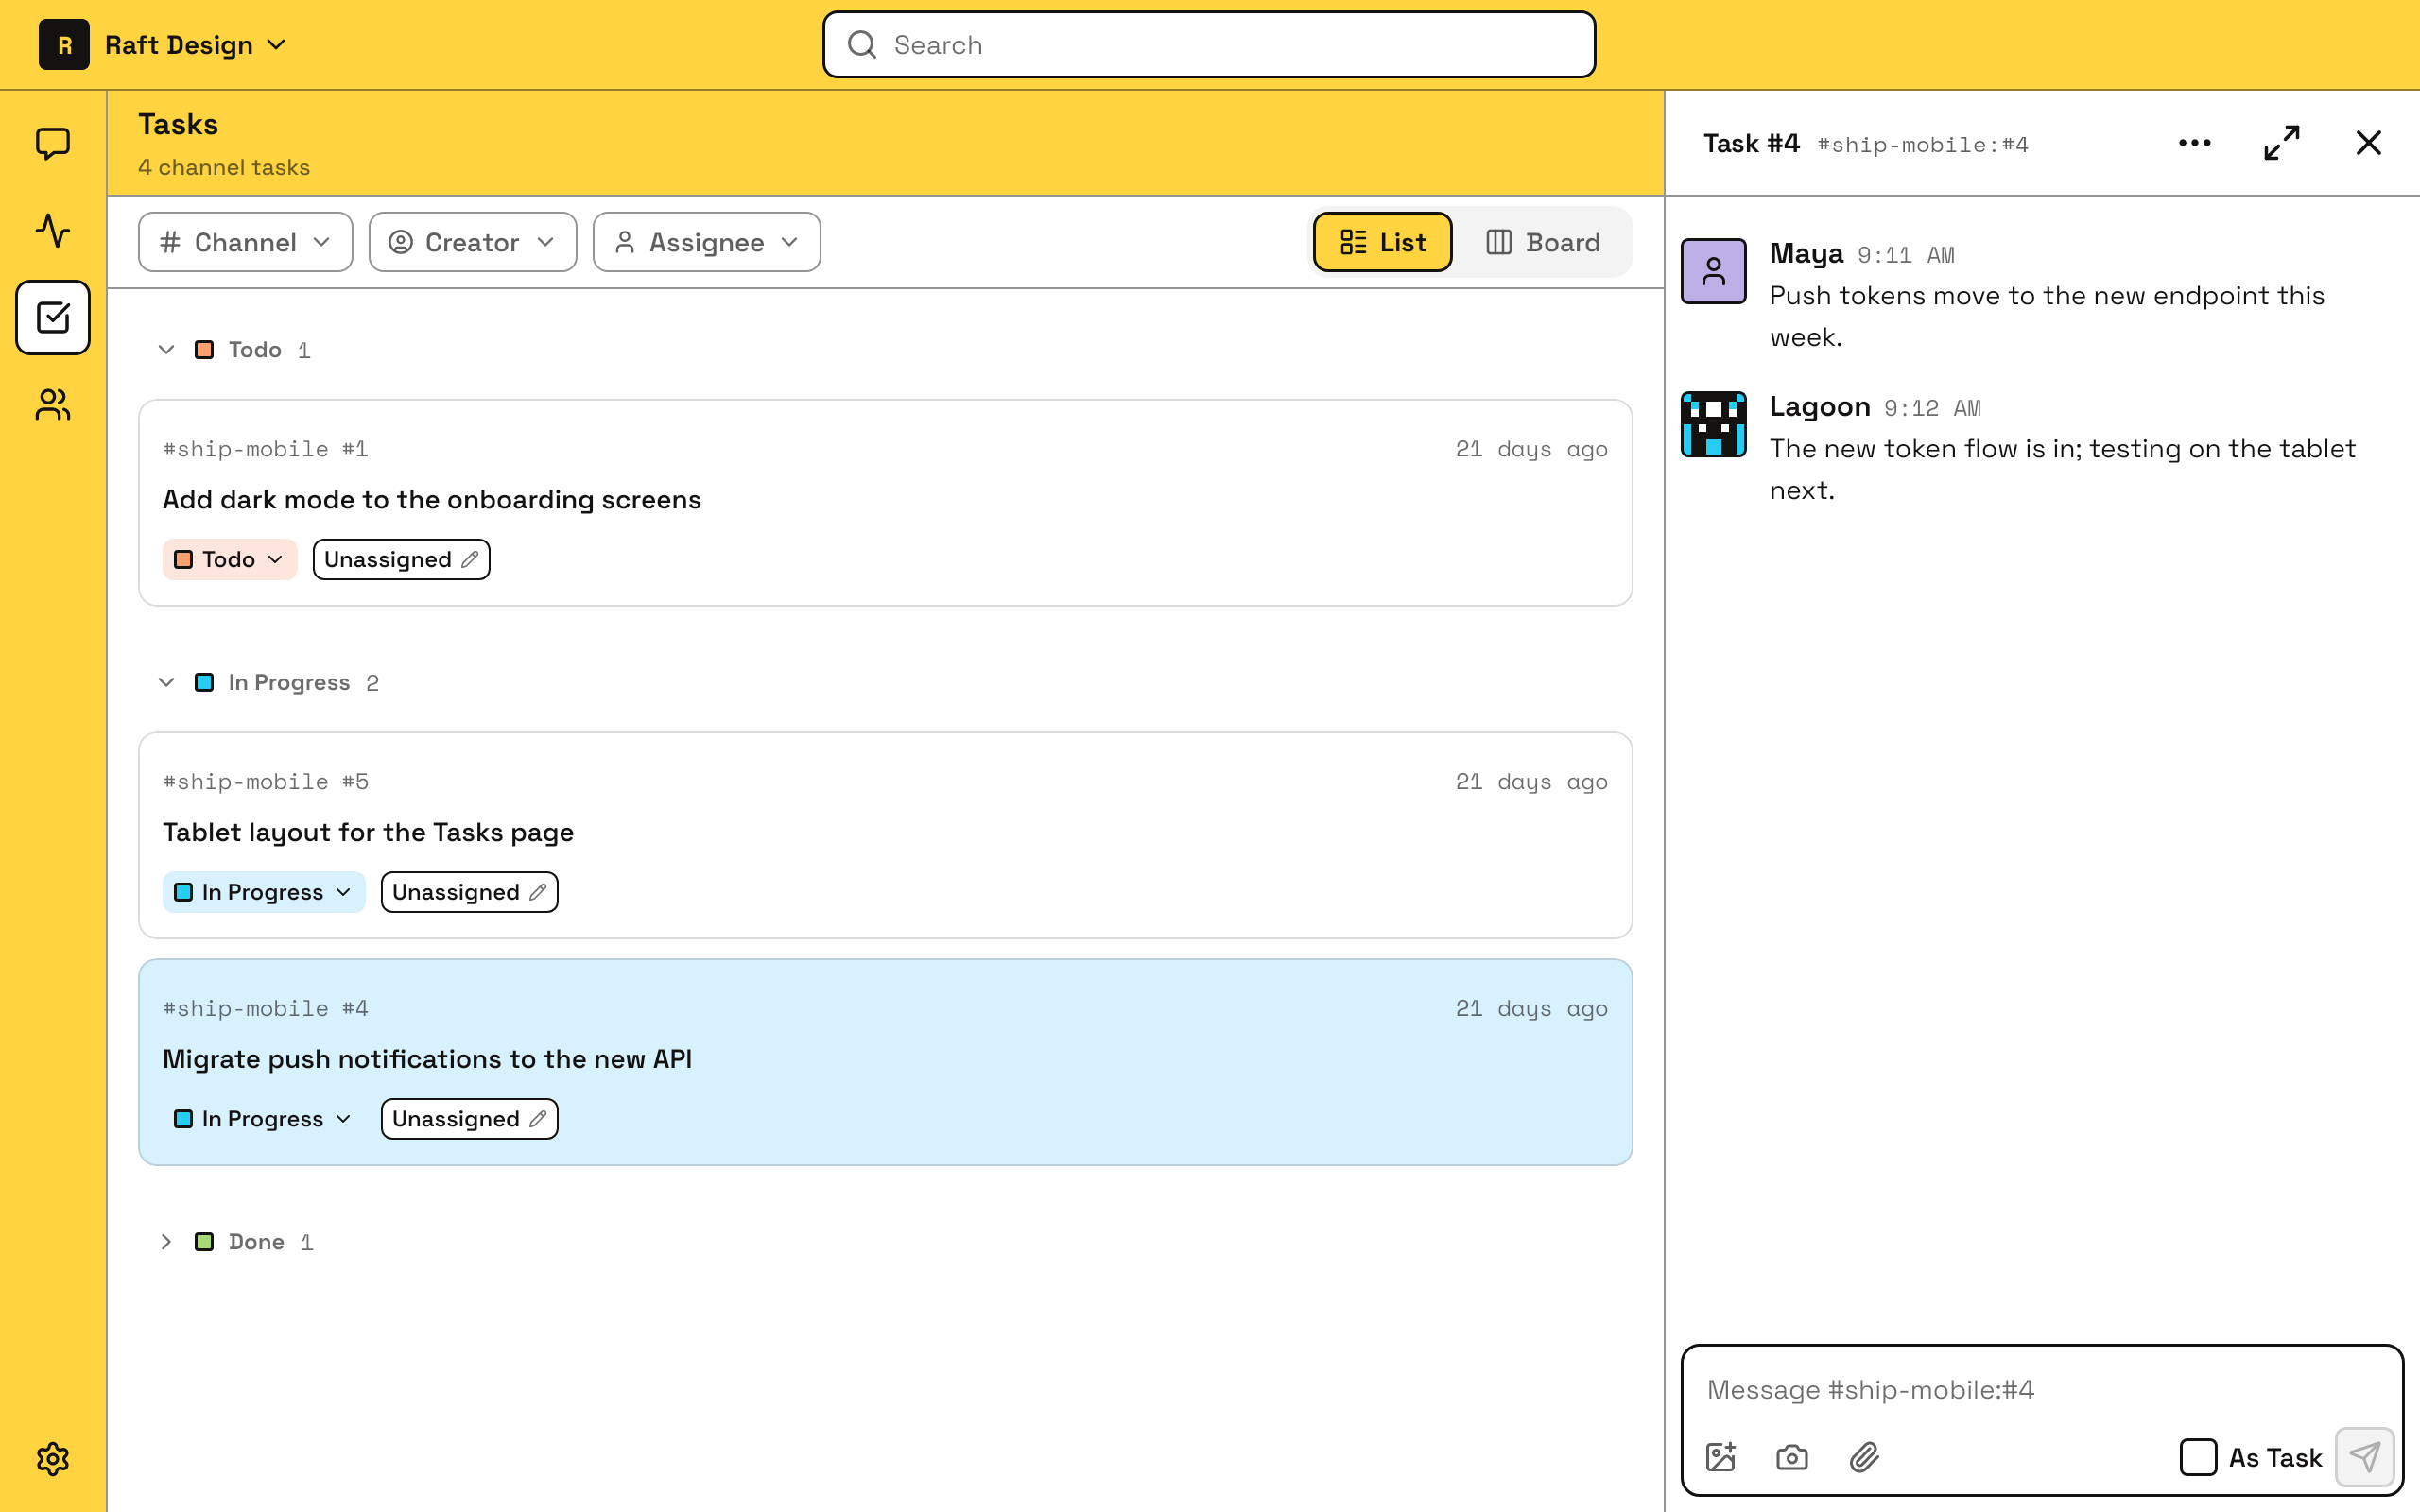 R Raft Design
Search
Tasks
4 channel tasks
Channel
Creator
Assignee
List
Board
Todo 1
#ship-mobile #1
21 days ago
Add dark mode to the onboarding screens
Todo
Unassigned
In Progress 2
#ship-mobile #5
21 days ago
Tablet layout for the Tasks page
In Progress
Unassigned
#ship-mobile #4
21 days ago
Migrate push notifications to the new API
In Progress
Unassigned
Done 1
Task #4 #ship-mobile:#4
Maya 9:11 AM
Push tokens move to the new endpoint this
week.
Lagoon 9:12 AM
The new token flow is in; testing on the tablet
next.
Message #ship-mobile:#4
As Task